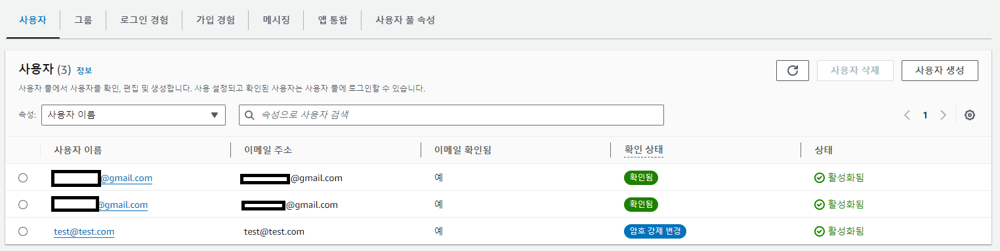 사용자 그룹 로그인 경험 가입 경험 메시징 앱 통합 사용자 풀 속성
사용자 (3) 정보 사용자 삭제 사용자 생성
사용자 풀에서 사용자를 확인, 편집 및 생성합니다. 사용 설정되고 확인된 사용자는 사용자 풀에 로그인할 수 있습니다.
속성: 사용자 이름 속성으로 사용자 검색 1
사용자 이름 이메일 주소 이메일 확인됨 확인 상태 상태
@gmail.com @gmail.com 예 확인됨 활성화됨
@gmail.com @gmail.com 예 확인됨 활성화됨
test@test.com test@test.com 예 암호 강제 변경 활성화됨